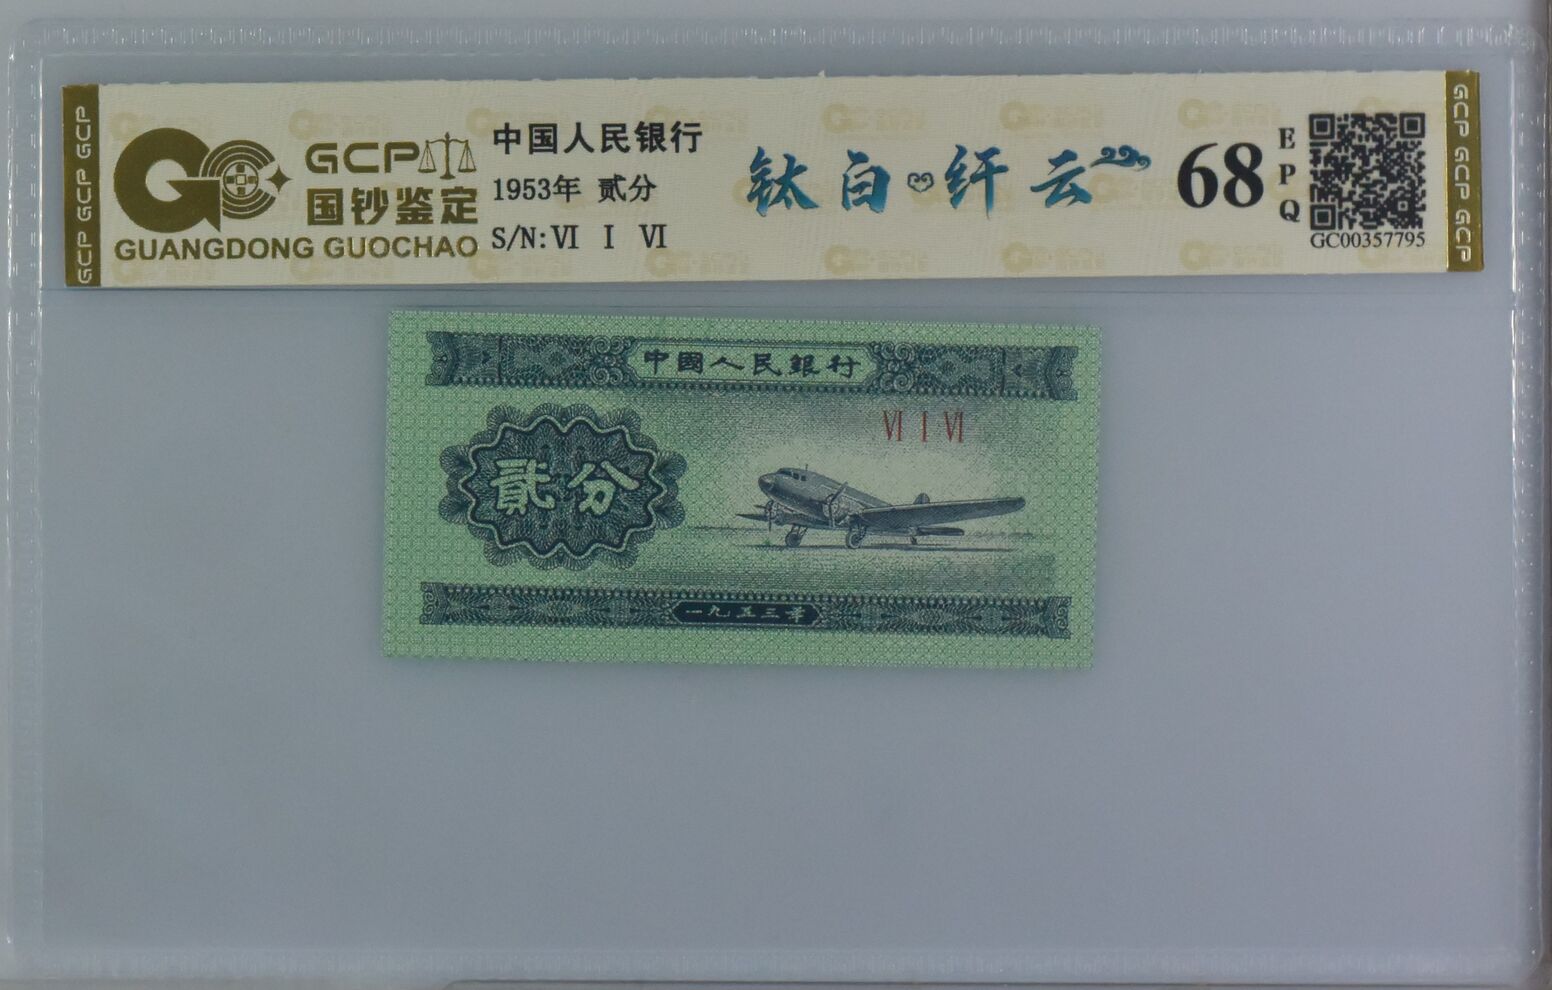 GCP GCP GCP
GCP
国钞鉴定
GUANGDONG GUOCHAO
中国人民银行
1953年 贰分
S/N:Ⅵ Ⅰ Ⅵ
钛白纤云
68
EPQ
GC00357795
GCP GCP GCP
中國人民銀行
Ⅵ Ⅰ Ⅵ
貳分
一九五三年